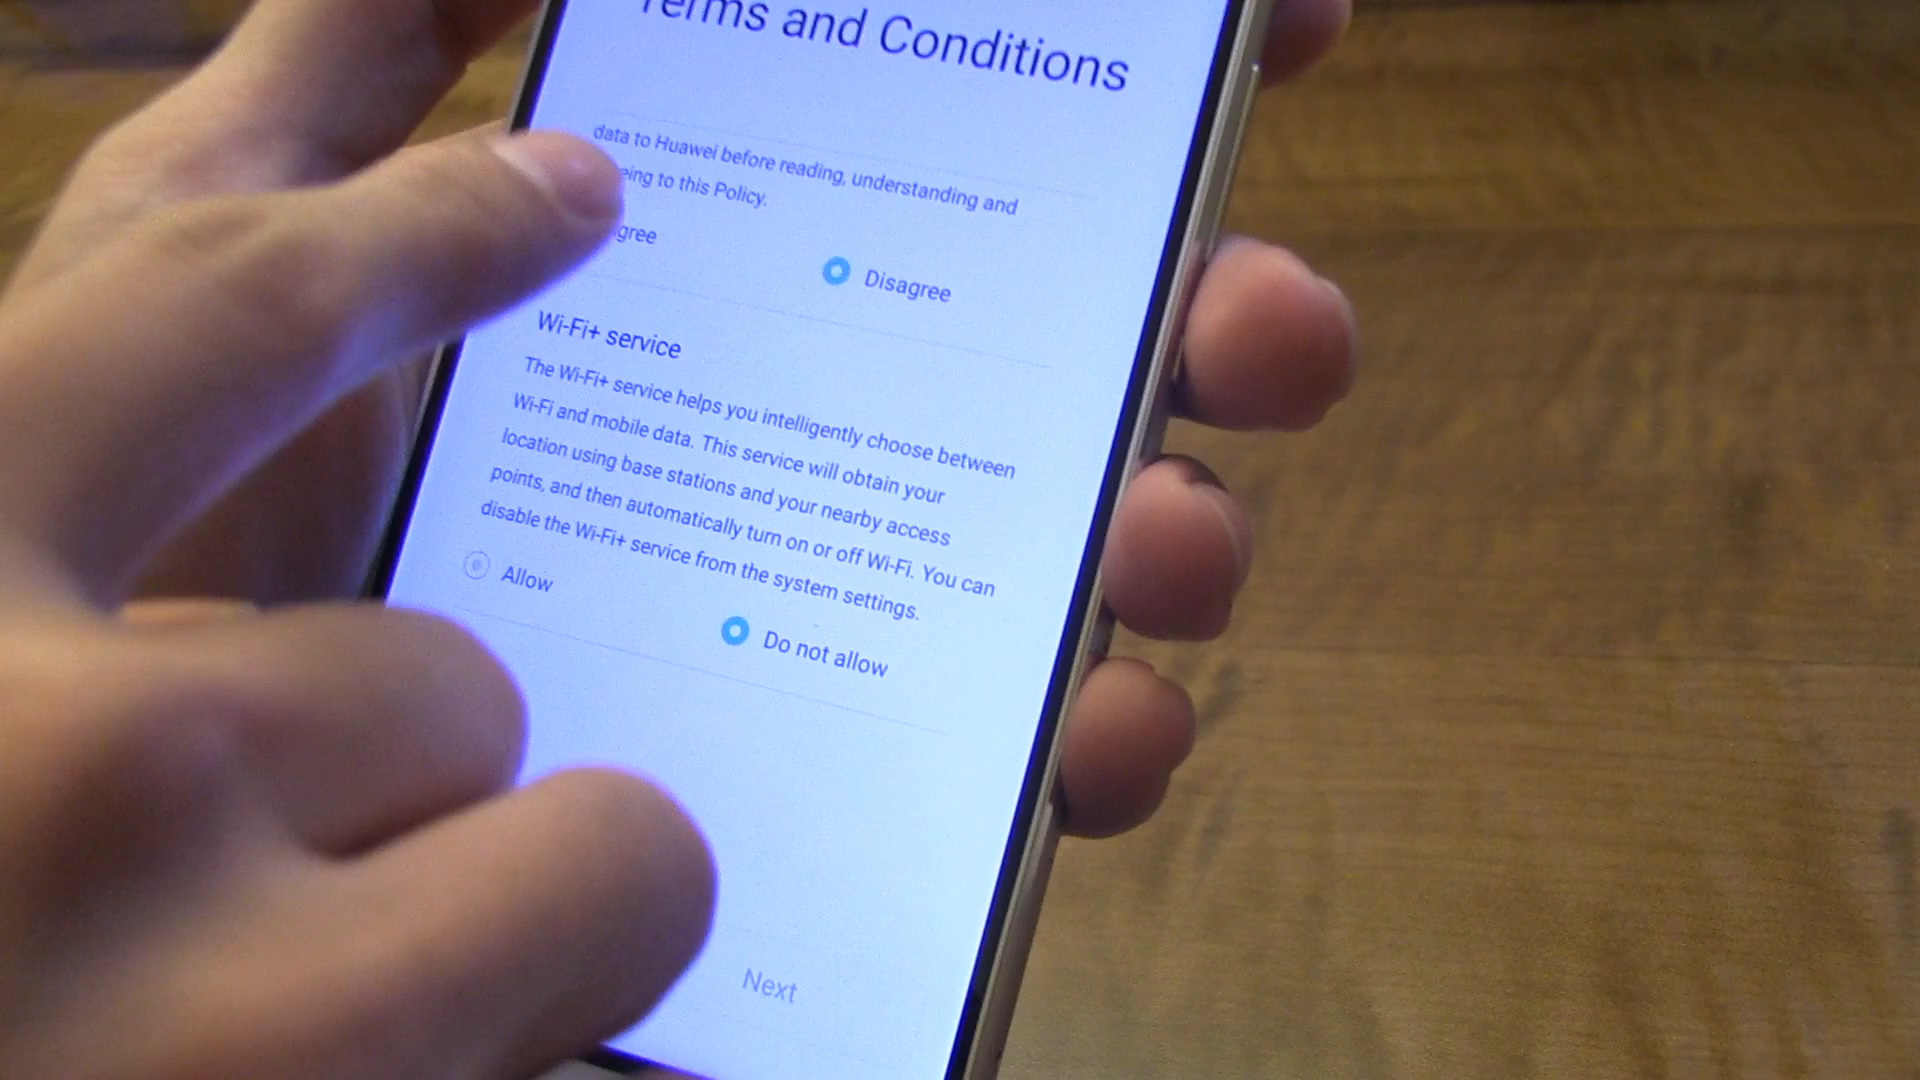 Terms and Conditions
data to Huawei before reading, understanding and
to this Policy.
Disagree
Wi-Fi+ service
The Wi-Fi+ service helps you intelligently choose between
Wi-Fi and mobile data. This service will obtain your
location using base stations and your nearby access
points, and then automatically turn on or off Wi-Fi. You can
disable the Wi-Fi+ service from the system settings.
Allow
Do not allow
Next